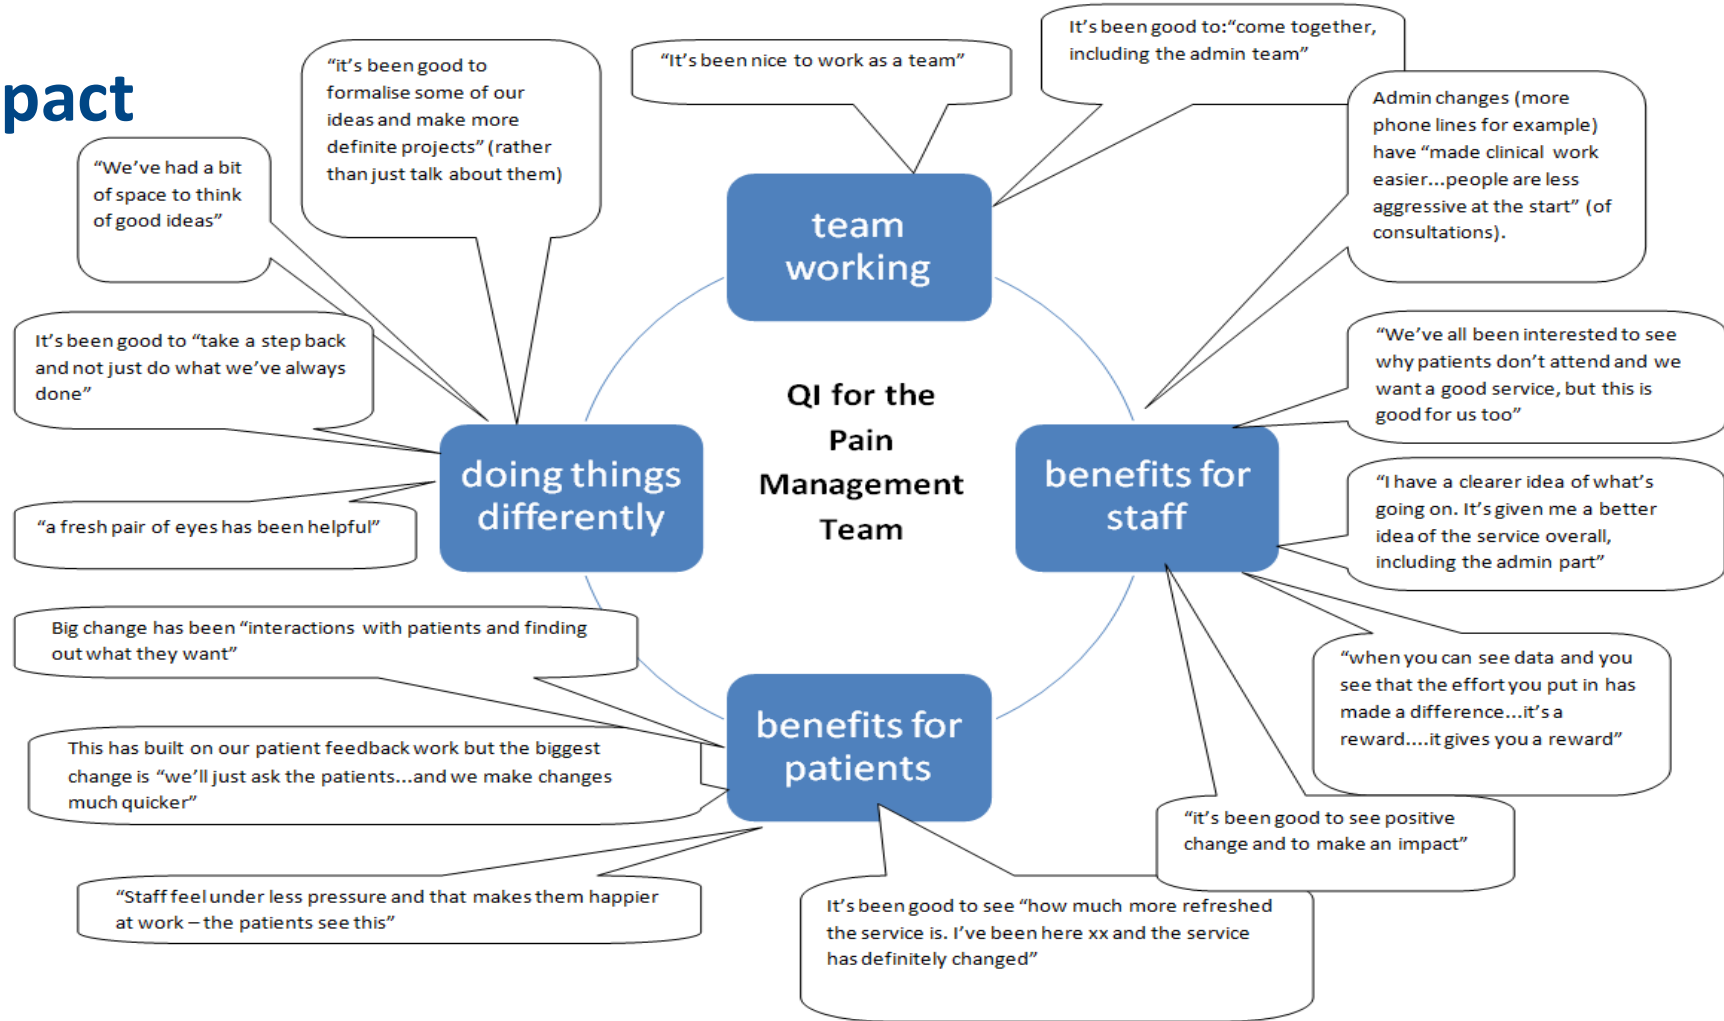 pact
“It’s been nice to work as a team”
It’s been good to:“come together,
including the admin team”
“it’s been good to
formalise some of our
ideas and make more
definite projects” (rather
than just talk about them)
“We’ve had a bit
of space to think
of good ideas”
Admin changes (more
phone lines for example)
have “made clinical work
easier...people are less
aggressive at the start” (of
consultations).
team
working
It’s been good to “take a step back
and not just do what we’ve always
done”
“We’ve all been interested to see
why patients don’t attend and we
want a good service, but this is
good for us too”
QI for the
Pain
Management
Team
doing things
differently
benefits for
staff
“a fresh pair of eyes has been helpful”
“I have a clearer idea of what’s
going on. It’s given me a better
idea of the service overall,
including the admin part”
Big change has been “interactions with patients and finding
out what they want”
“when you can see data and you
see that the effort you put in has
made a difference...it’s a
reward....it gives you a reward”
benefits for
patients
This has built on our patient feedback work but the biggest
change is “we’ll just ask the patients...and we make changes
much quicker”
“it’s been good to see positive
change and to make an impact”
“Staff feel under less pressure and that makes them happier
at work – the patients see this”
It’s been good to see “how much more refreshed
the service is. I’ve been here xx and the service
has definitely changed”